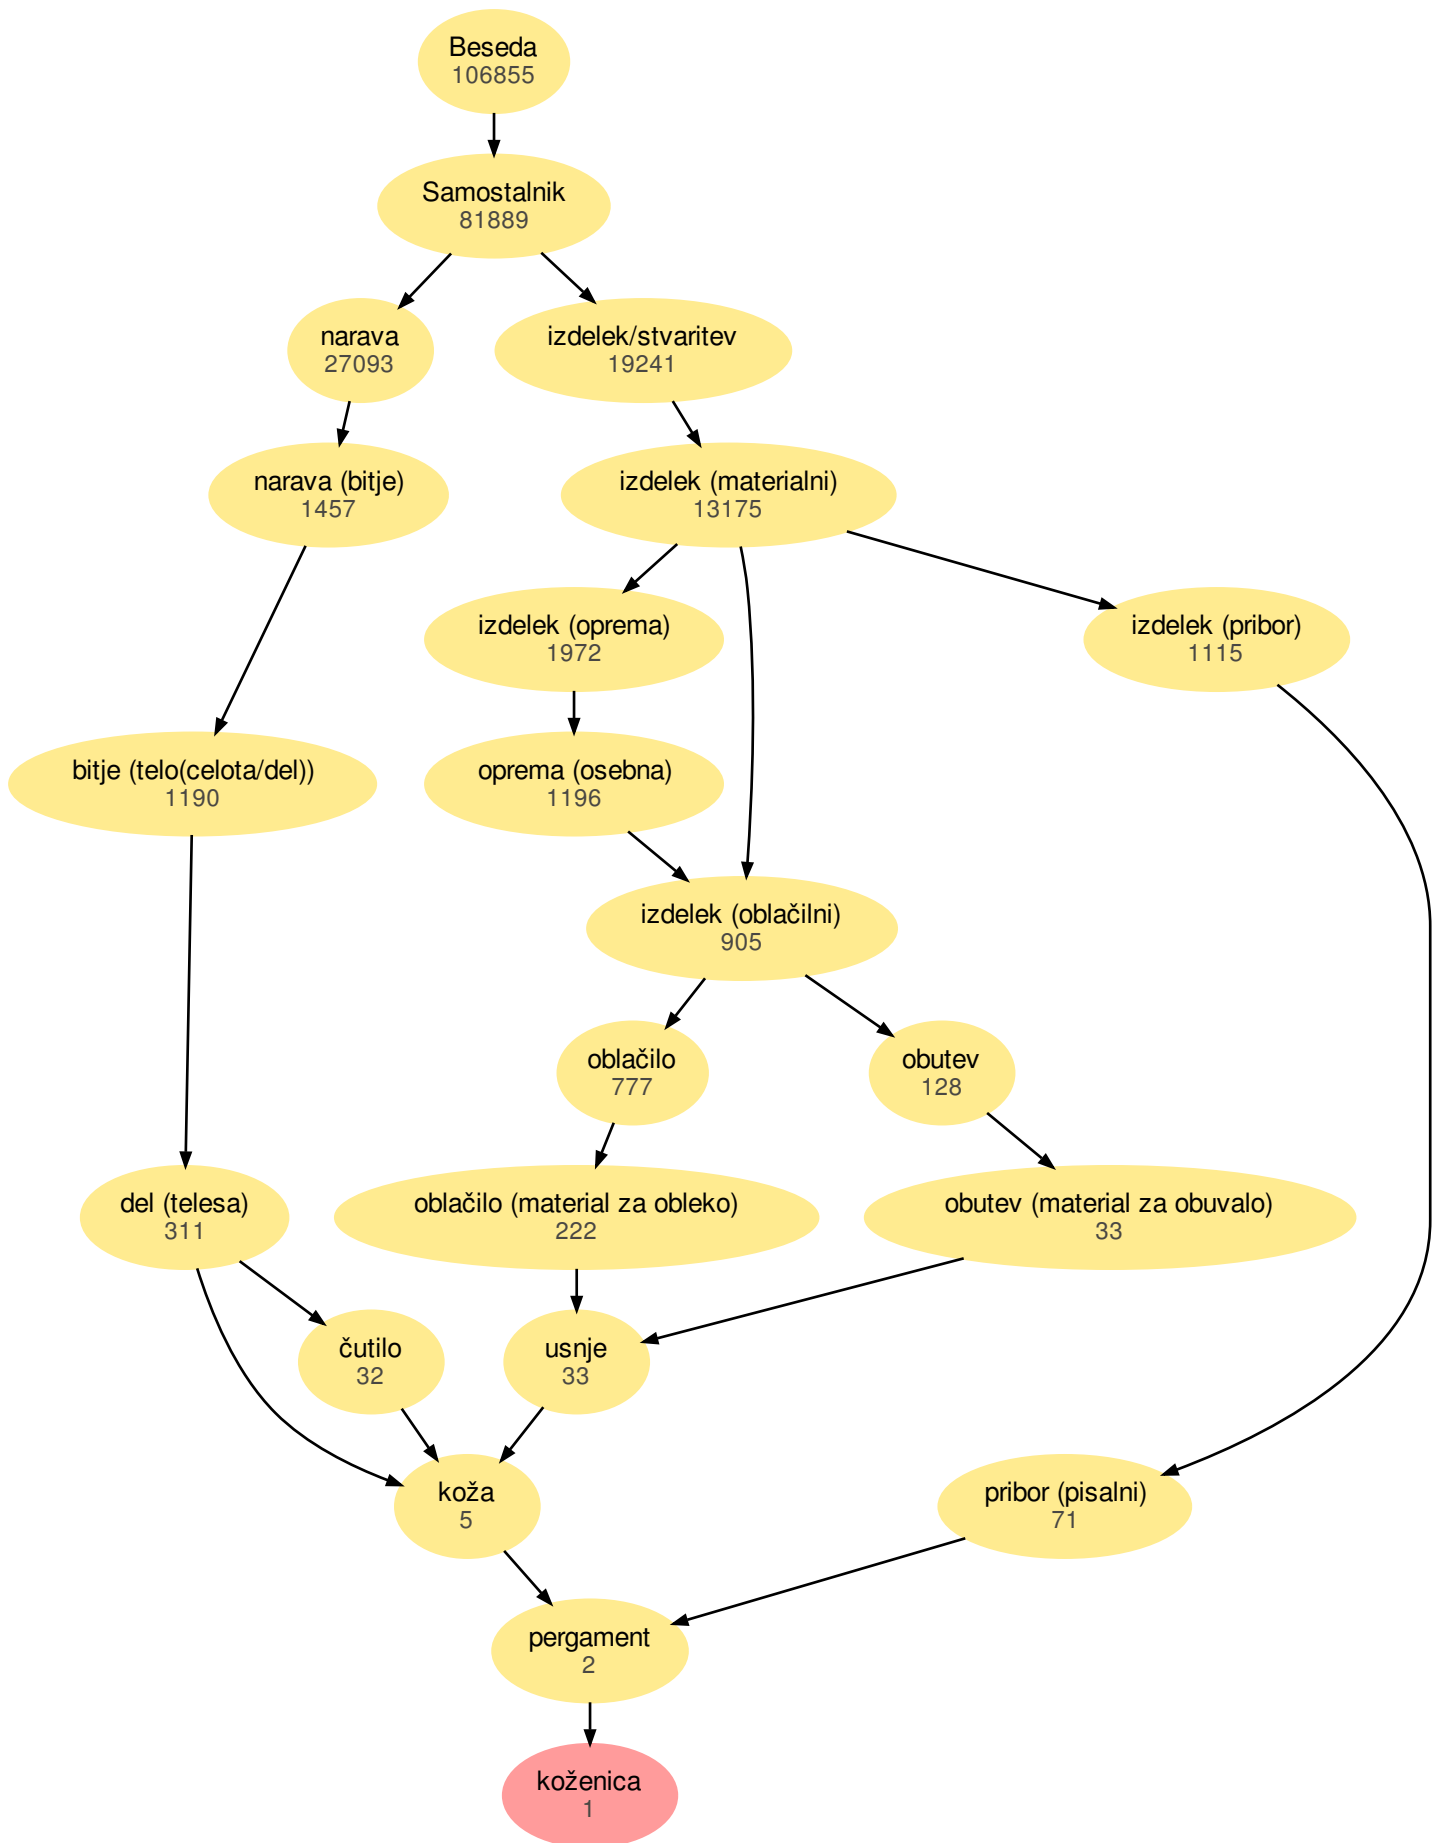 Beseda
106855
Samostalnik
81889
narava
27093
izdelek/stvaritev
19241
narava (bitje)
1457
izdelek (materialni)
13175
izdelek (oprema)
1972
izdelek (pribor)
1115
bitje (telo(celota/del))
1190
oprema (osebna)
1196
izdelek (oblačilni)
905
oblačilo
777
obutev
128
del (telesa)
311
oblačilo (material za obleko)
222
obutev (material za obuvalo)
33
čutilo
32
usnje
33
koža
5
pribor (pisalni)
71
pergament
2
koženica
1